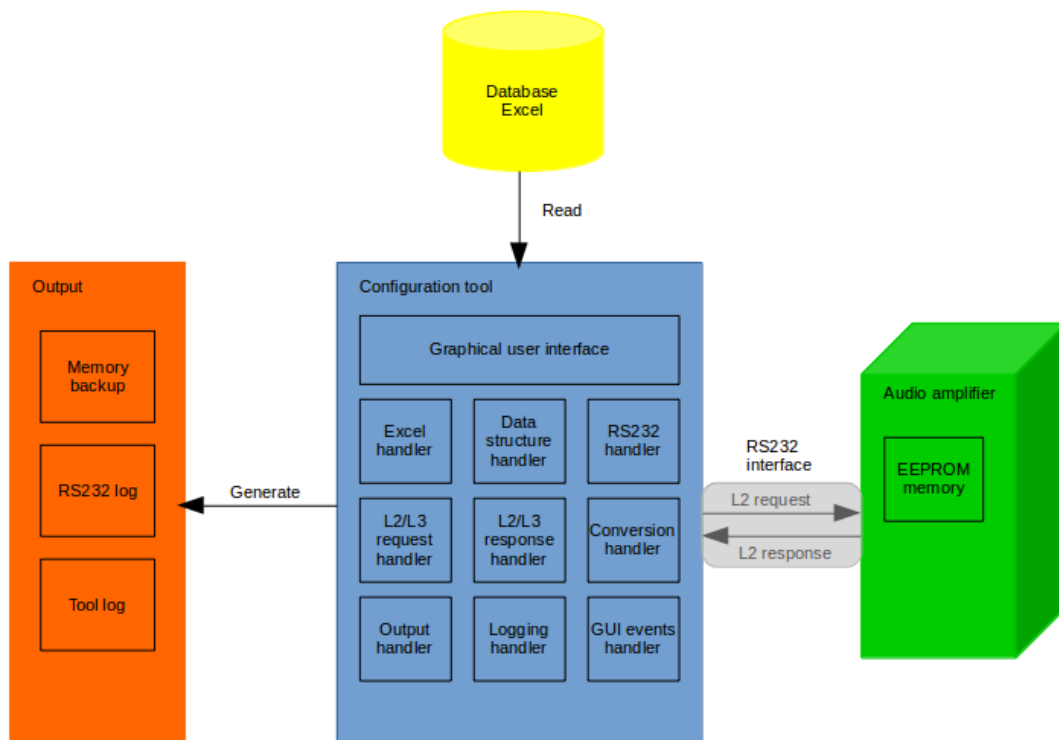 Database
Excel
Read
Output
Memory
backup
RS232 log
Tool log
Generate
Configuration tool
Graphical user interface
Excel
handler
Data
structure
handler
RS232
handler
L2/L3
request
handler
L2/L3
response
handler
Conversion
handler
Output
handler
Logging
handler
GUI events
handler
RS232
interface
L2 request
L2 response
Audio amplifier
EEPROM
memory